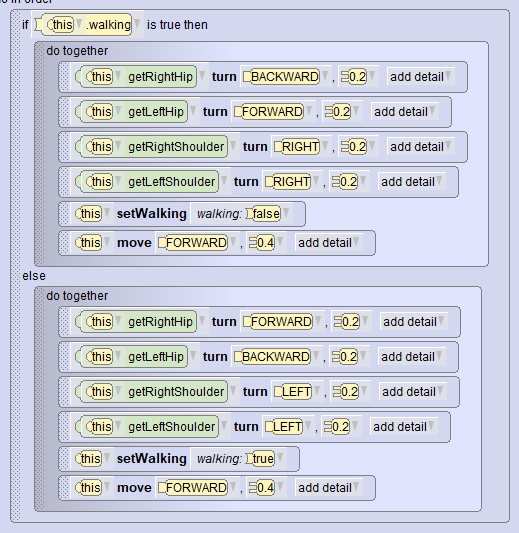 do in order
if this .walking is true then
do together
this getRightHip turn BACKWARD , 0.2 add detail
this getLeftHip turn FORWARD , 0.2 add detail
this getRightShoulder turn RIGHT , 0.2 add detail
this getLeftShoulder turn RIGHT , 0.2 add detail
this setWalking walking: false
this move FORWARD , 0.4 add detail
else
do together
this getRightHip turn FORWARD , 0.2 add detail
this getLeftHip turn BACKWARD , 0.2 add detail
this getRightShoulder turn LEFT , 0.2 add detail
this getLeftShoulder turn LEFT , 0.2 add detail
this setWalking walking: true
this move FORWARD , 0.4 add detail